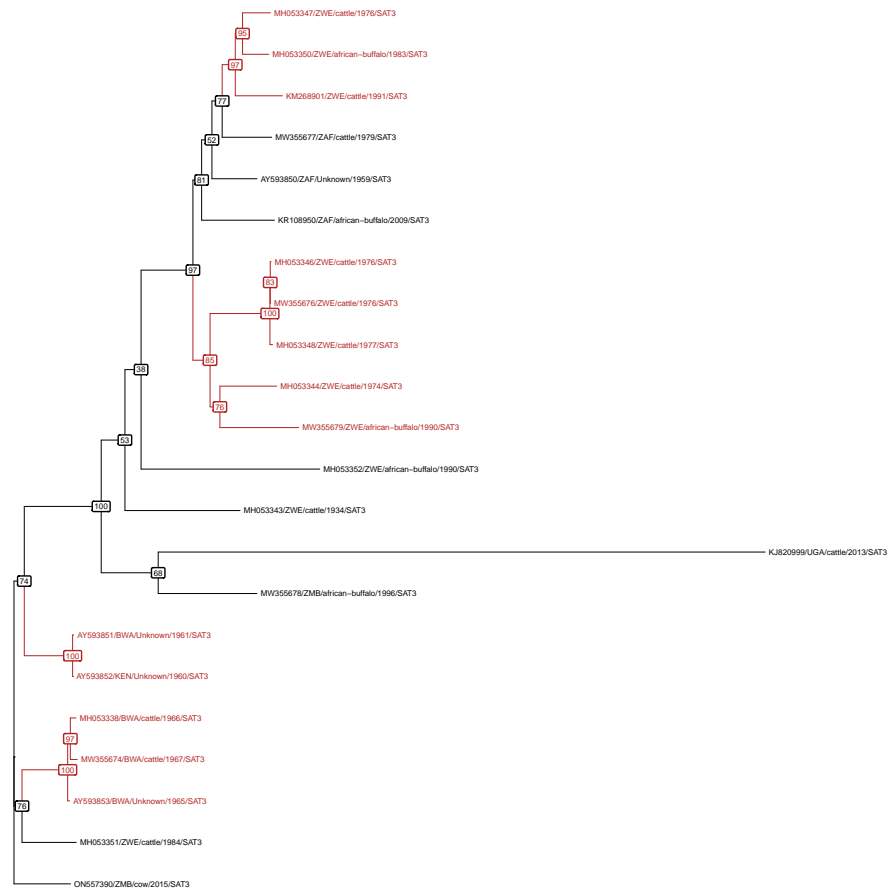 MH053347/ZWE/cattle/1976/SAT3
95
MH053350/ZWE/african−buffalo/1983/SAT3
97
KM268901/ZWE/cattle/1991/SAT3
77
MW355677/ZAF/cattle/1979/SAT3
52
AY593850/ZAF/Unknown/1959/SAT3
81
KR108950/ZAF/african−buffalo/2009/SAT3
MH053346/ZWE/cattle/1976/SAT3
97
83
MW355676/ZWE/cattle/1976/SAT3
100
MH053348/ZWE/cattle/1977/SAT3
85
38
MH053344/ZWE/cattle/1974/SAT3
76
MW355679/ZWE/african−buffalo/1990/SAT3
53
MH053352/ZWE/african−buffalo/1990/SAT3
100
MH053343/ZWE/cattle/1934/SAT3
KJ820999/UGA/cattle/2013/SAT3
68
74
MW355678/ZMB/african−buffalo/1996/SAT3
AY593851/BWA/Unknown/1961/SAT3
100
AY593852/KEN/Unknown/1960/SAT3
MH053338/BWA/cattle/1966/SAT3
97
MW355674/BWA/cattle/1967/SAT3
100
AY593853/BWA/Unknown/1965/SAT3
76
MH053351/ZWE/cattle/1984/SAT3
ON557390/ZMB/cow/2015/SAT3